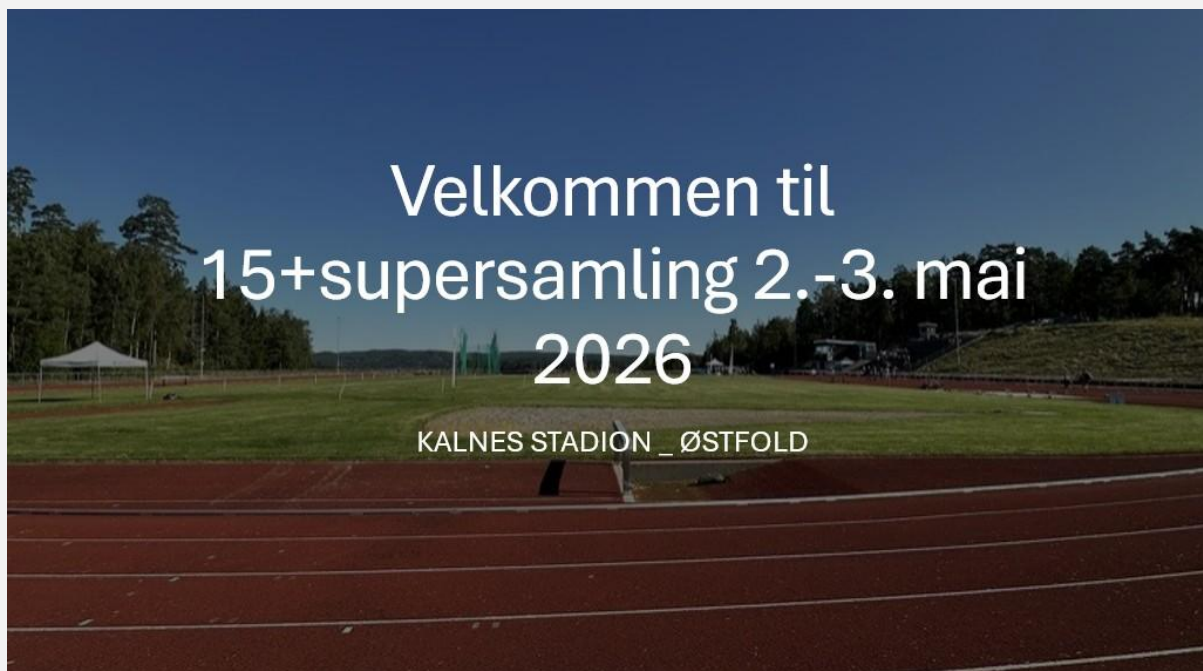 Velkommen til
15+supersamling 2.-3. mai
2026
KALNES STADION _ ØSTFOLD